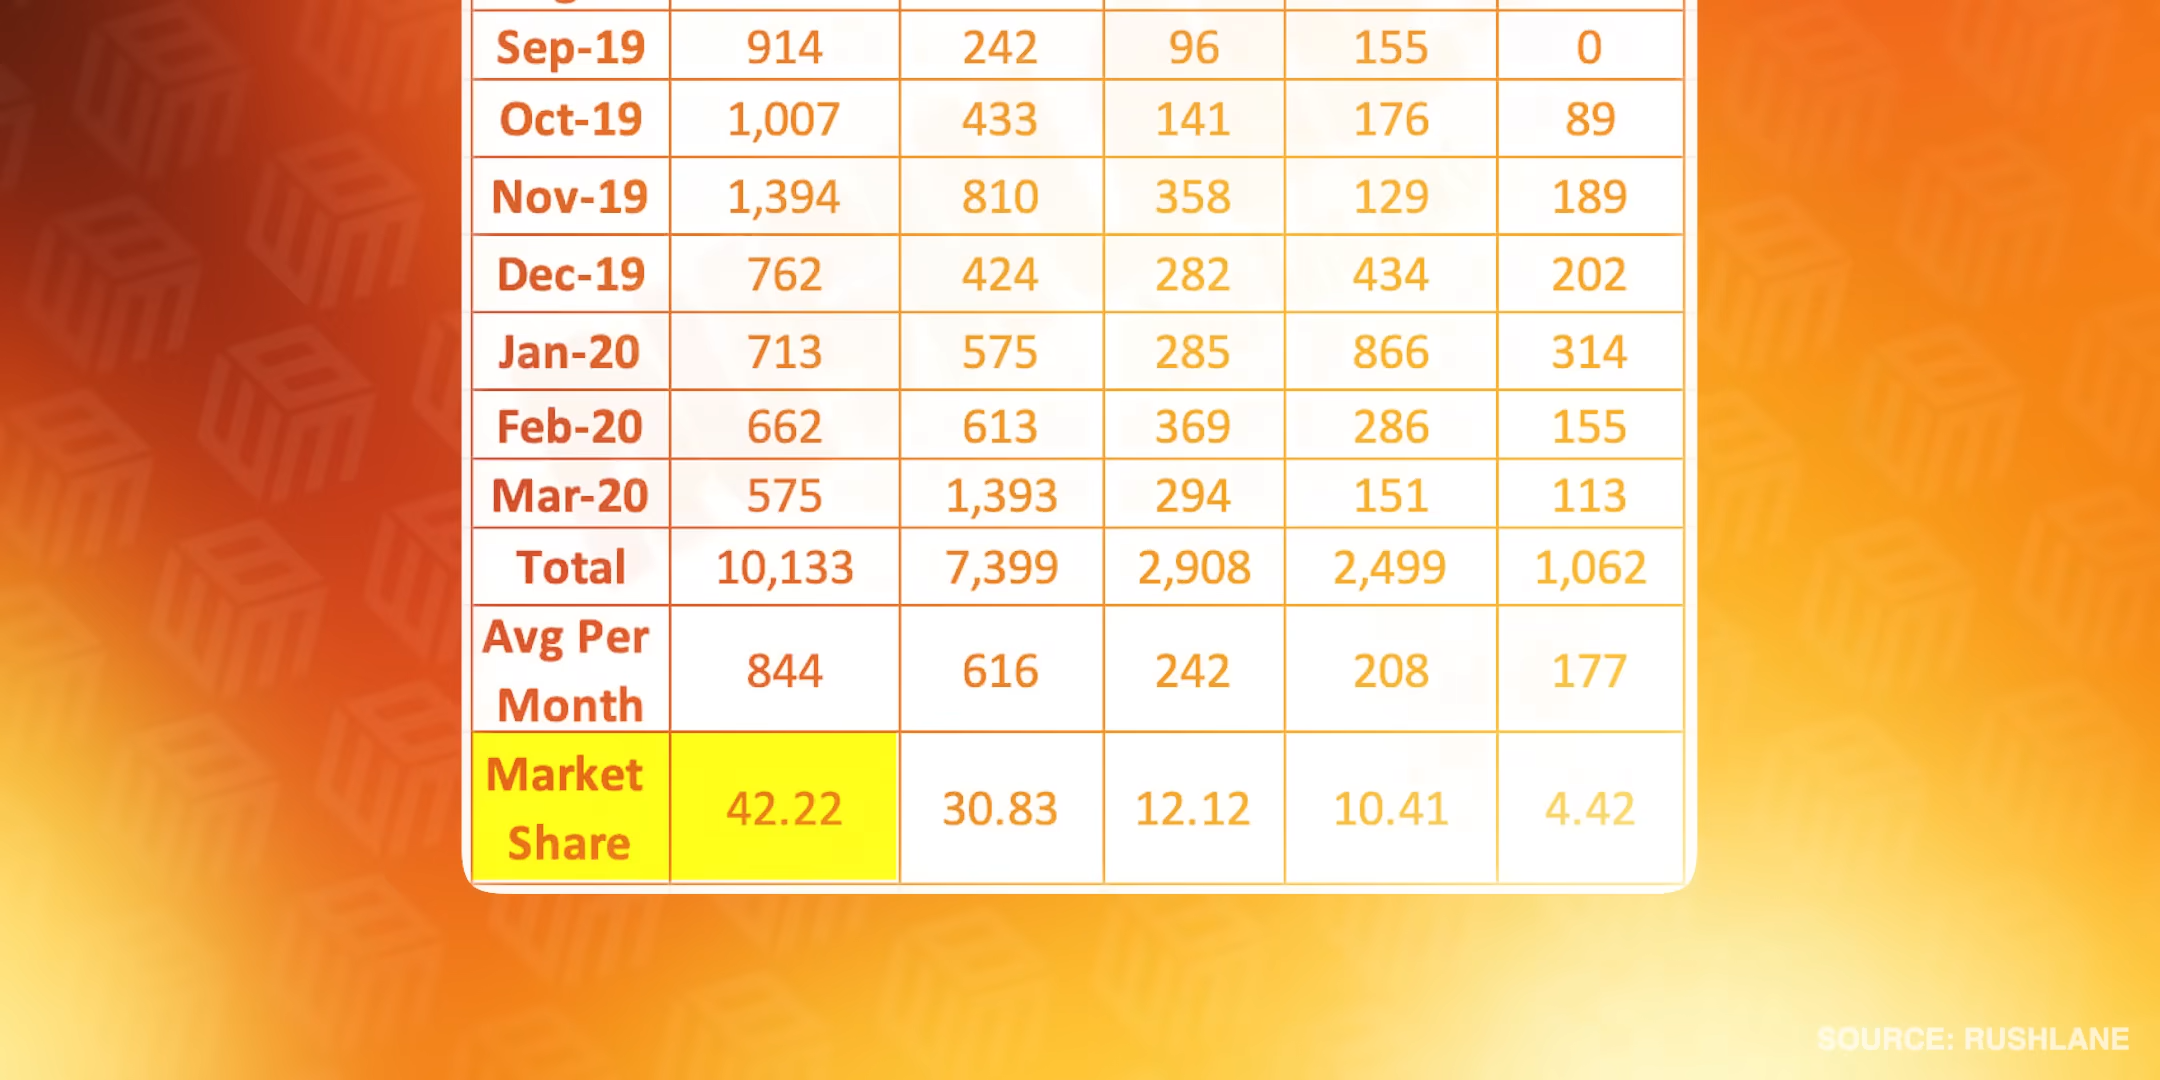 Sep-19 914 242 96 155 0
Oct-19 1,007 433 141 176 89
Nov-19 1,394 810 358 129 189
Dec-19 762 424 282 434 202
Jan-20 713 575 285 866 314
Feb-20 662 613 369 286 155
Mar-20 575 1,393 294 151 113
Total 10,133 7,399 2,908 2,499 1,062
Avg Per
Month 844 616 242 208 177
Market
Share 42.22 30.83 12.12 10.41 4.42
SOURCE: RUSHLANE